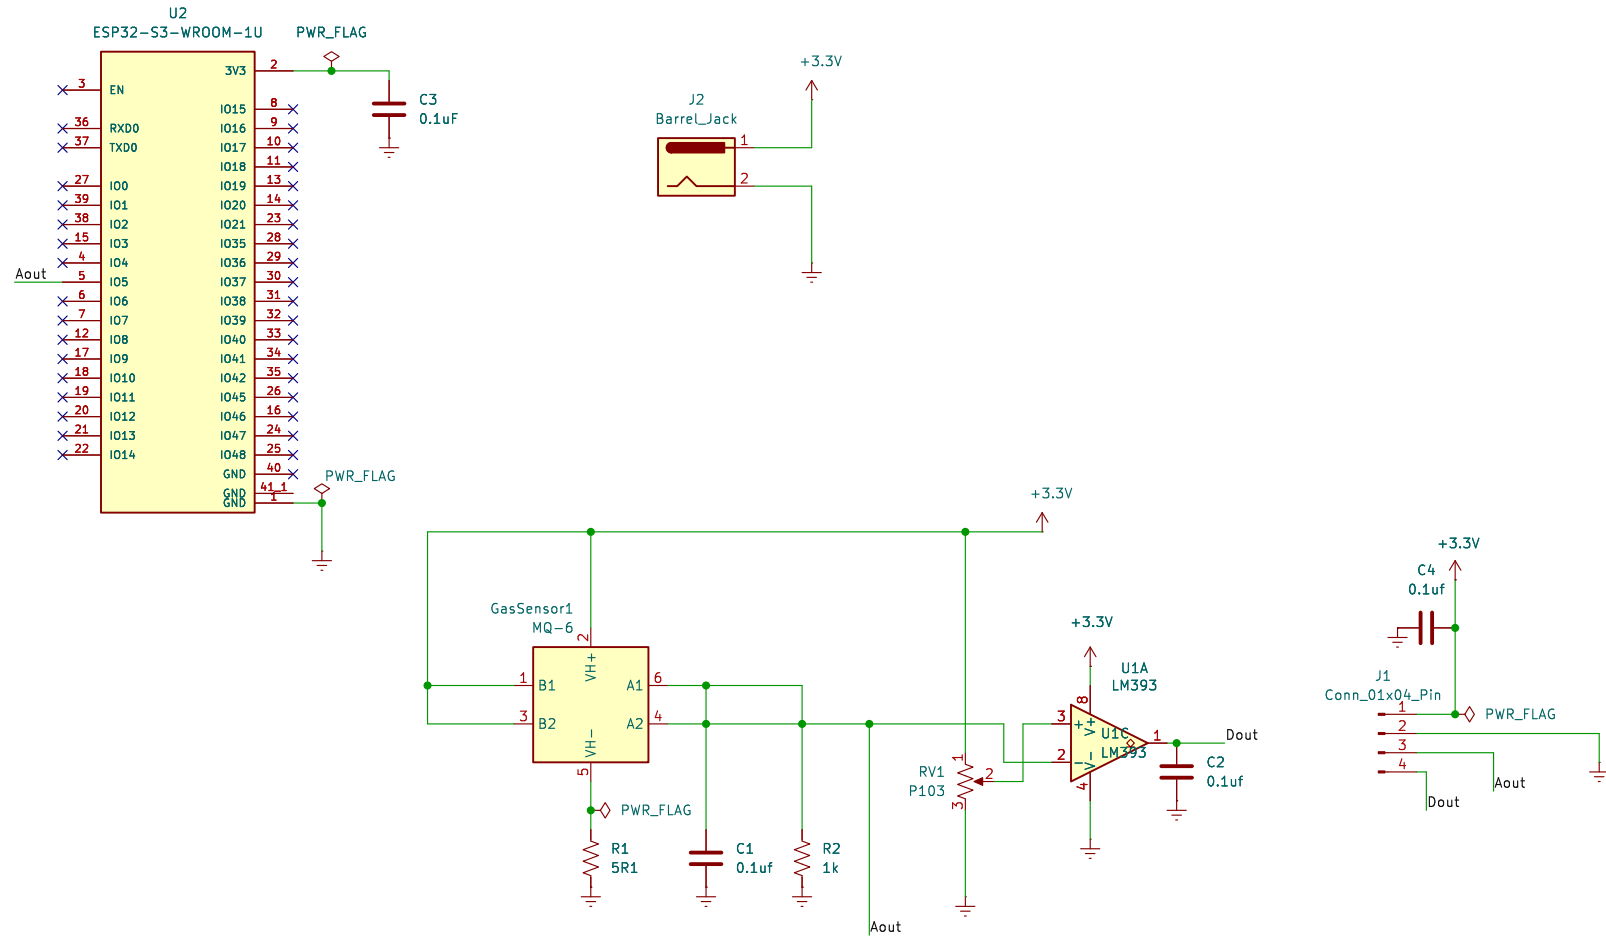 U2
ESP32-S3-WROOM-1U
PWR_FLAG
2
3V3
3
EN
C3
0.1uF
36
RXD0
37
TXD0
27
IO0
39
IO1
38
IO2
15
IO3
4
IO4
Aout
5
IO5
6
IO6
7
IO7
12
IO8
17
IO9
18
IO10
19
IO11
20
IO12
21
IO13
22
IO14
IO15
8
IO16
9
IO17
10
IO18
11
IO19
13
IO20
14
IO21
23
IO35
28
IO36
29
IO37
30
IO38
31
IO39
32
IO40
33
IO41
34
IO42
35
IO45
26
IO46
16
IO47
24
IO48
25
GND
40
GND
41_1
GND
1
PWR_FLAG
+3.3V
J2
Barrel_Jack
1
2
+3.3V
GasSensor1
MQ-6
2
VH+
1
B1
3
B2
A1
6
A2
4
VH-
5
PWR_FLAG
R1
5R1
C1
0.1uf
R2
1k
Aout
RV1
P103
1
2
3
+3.3V
U1A
LM393
8
V+
3
+
2
-
U1C
LM393
V-
4
1
Dout
C2
0.1uf
+3.3V
C4
0.1uf
J1
Conn_01x04_Pin
1
2
3
4
PWR_FLAG
Aout
Dout